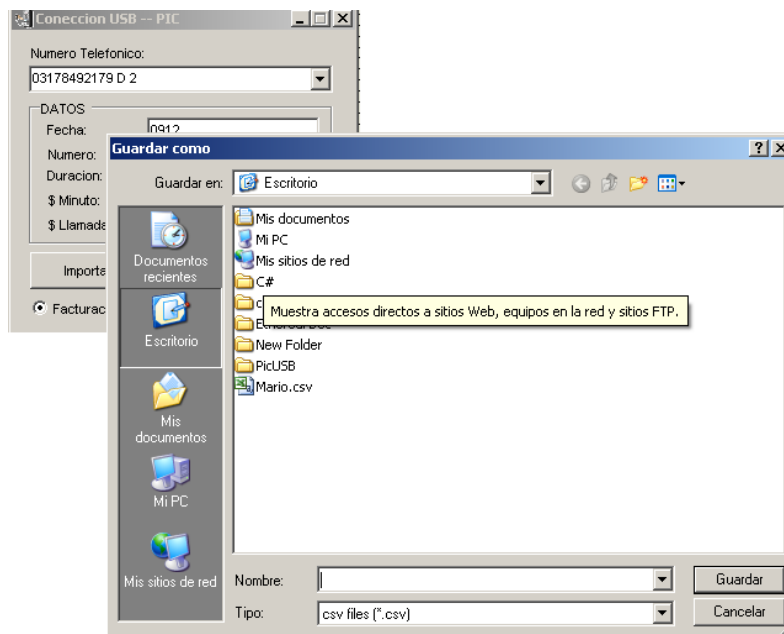 Coneccion USB -- PIC
Numero Telefonico:
03178492179 D 2
DATOS
Fecha: 0912
Numero:
Duracion:
$ Minuto:
$ Llamada
Importa
Facturac
Guardar como
Guardar en: Escritorio
Documentos recientes
Escritorio
Mis documentos
Mi PC
Mis sitios de red
Mis documentos
Mi PC
Mis sitios de red
C#
Muestra accesos directos a sitios Web, equipos en la red y sitios FTP.
New Folder
PicUSB
Mario.csv
Nombre:
Guardar
Tipo: csv files (*.csv)
Cancelar